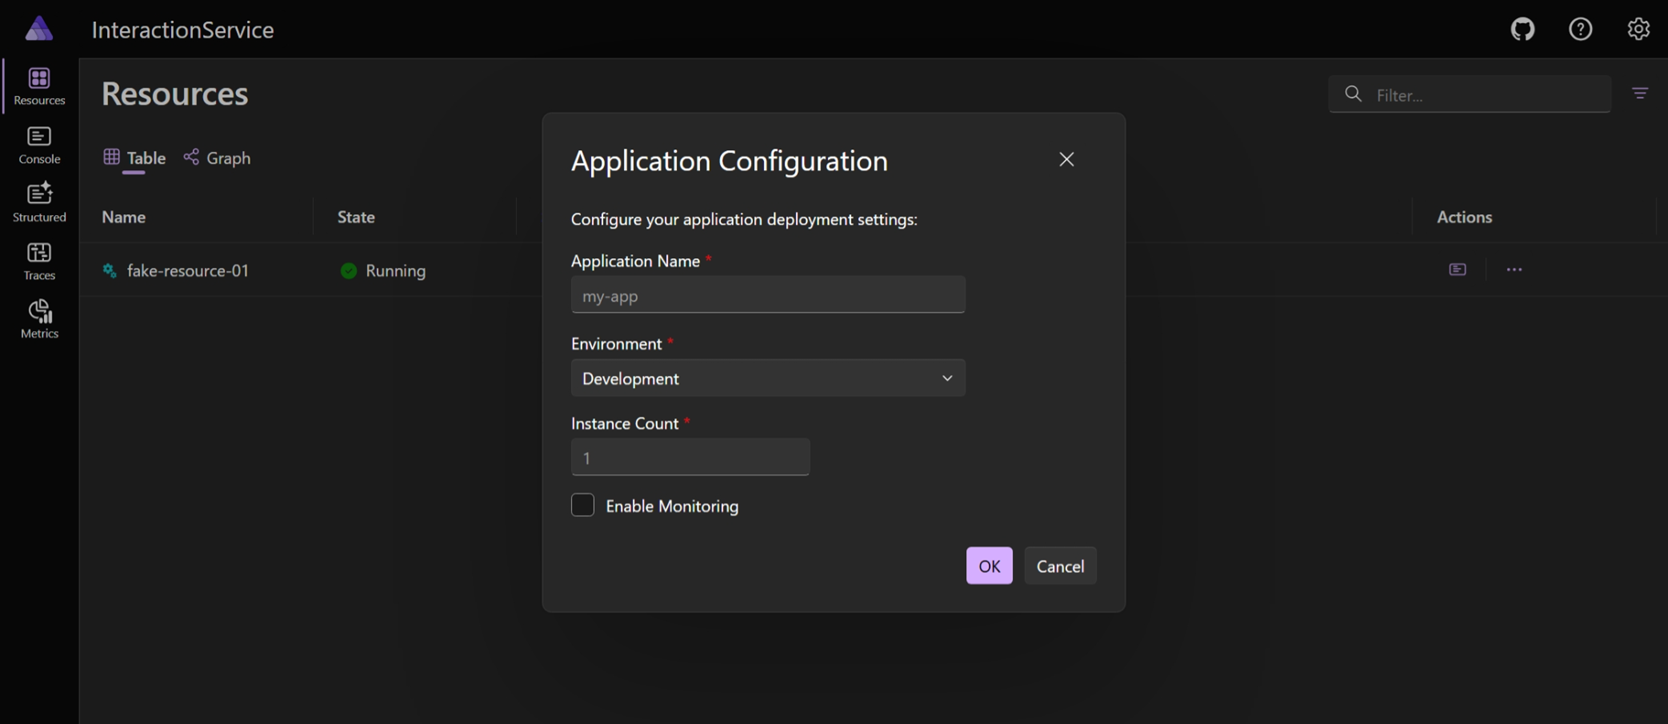 InteractionService
Resources
Console
Structured
Traces
Metrics
Resources
Filter...
Table Graph
Name State Actions
fake-resource-01 Running
Application Configuration
Configure your application deployment settings:
Application Name *
my-app
Environment *
Development
Instance Count *
1
Enable Monitoring
OK Cancel